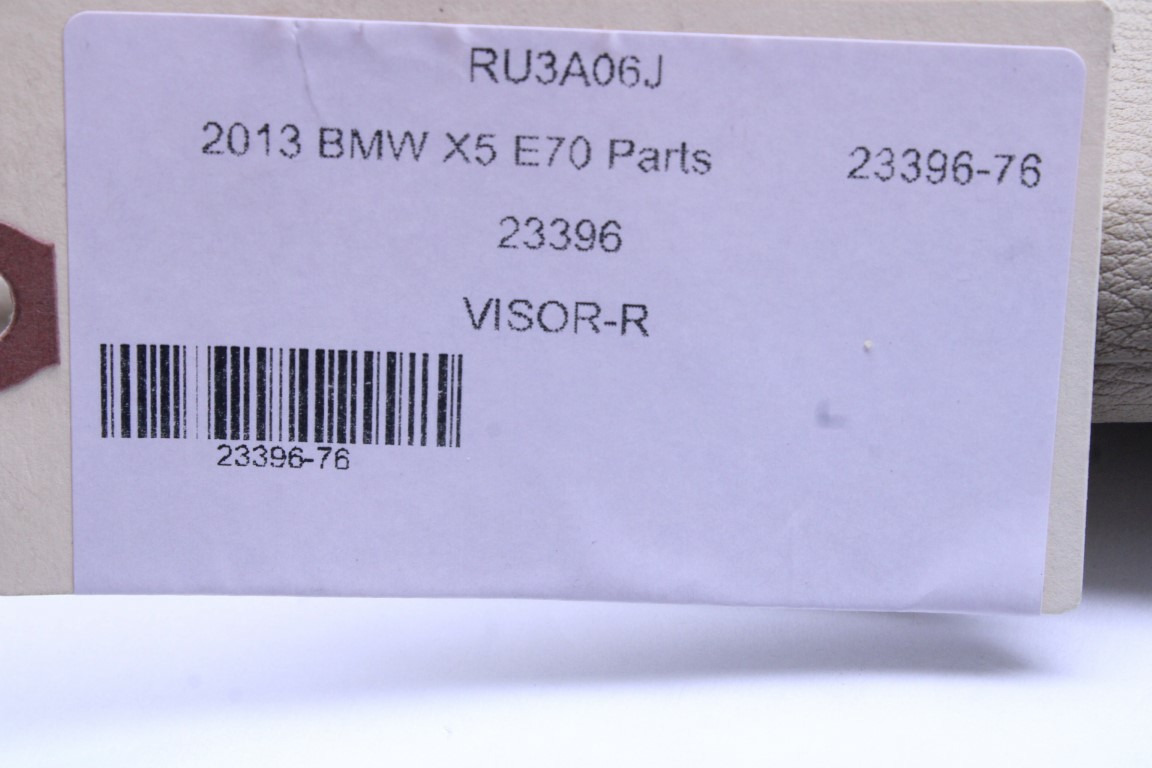 RU3A06J
2013 BMW X5 E70 Parts 23396-76
23396
VISOR-R
23396-76